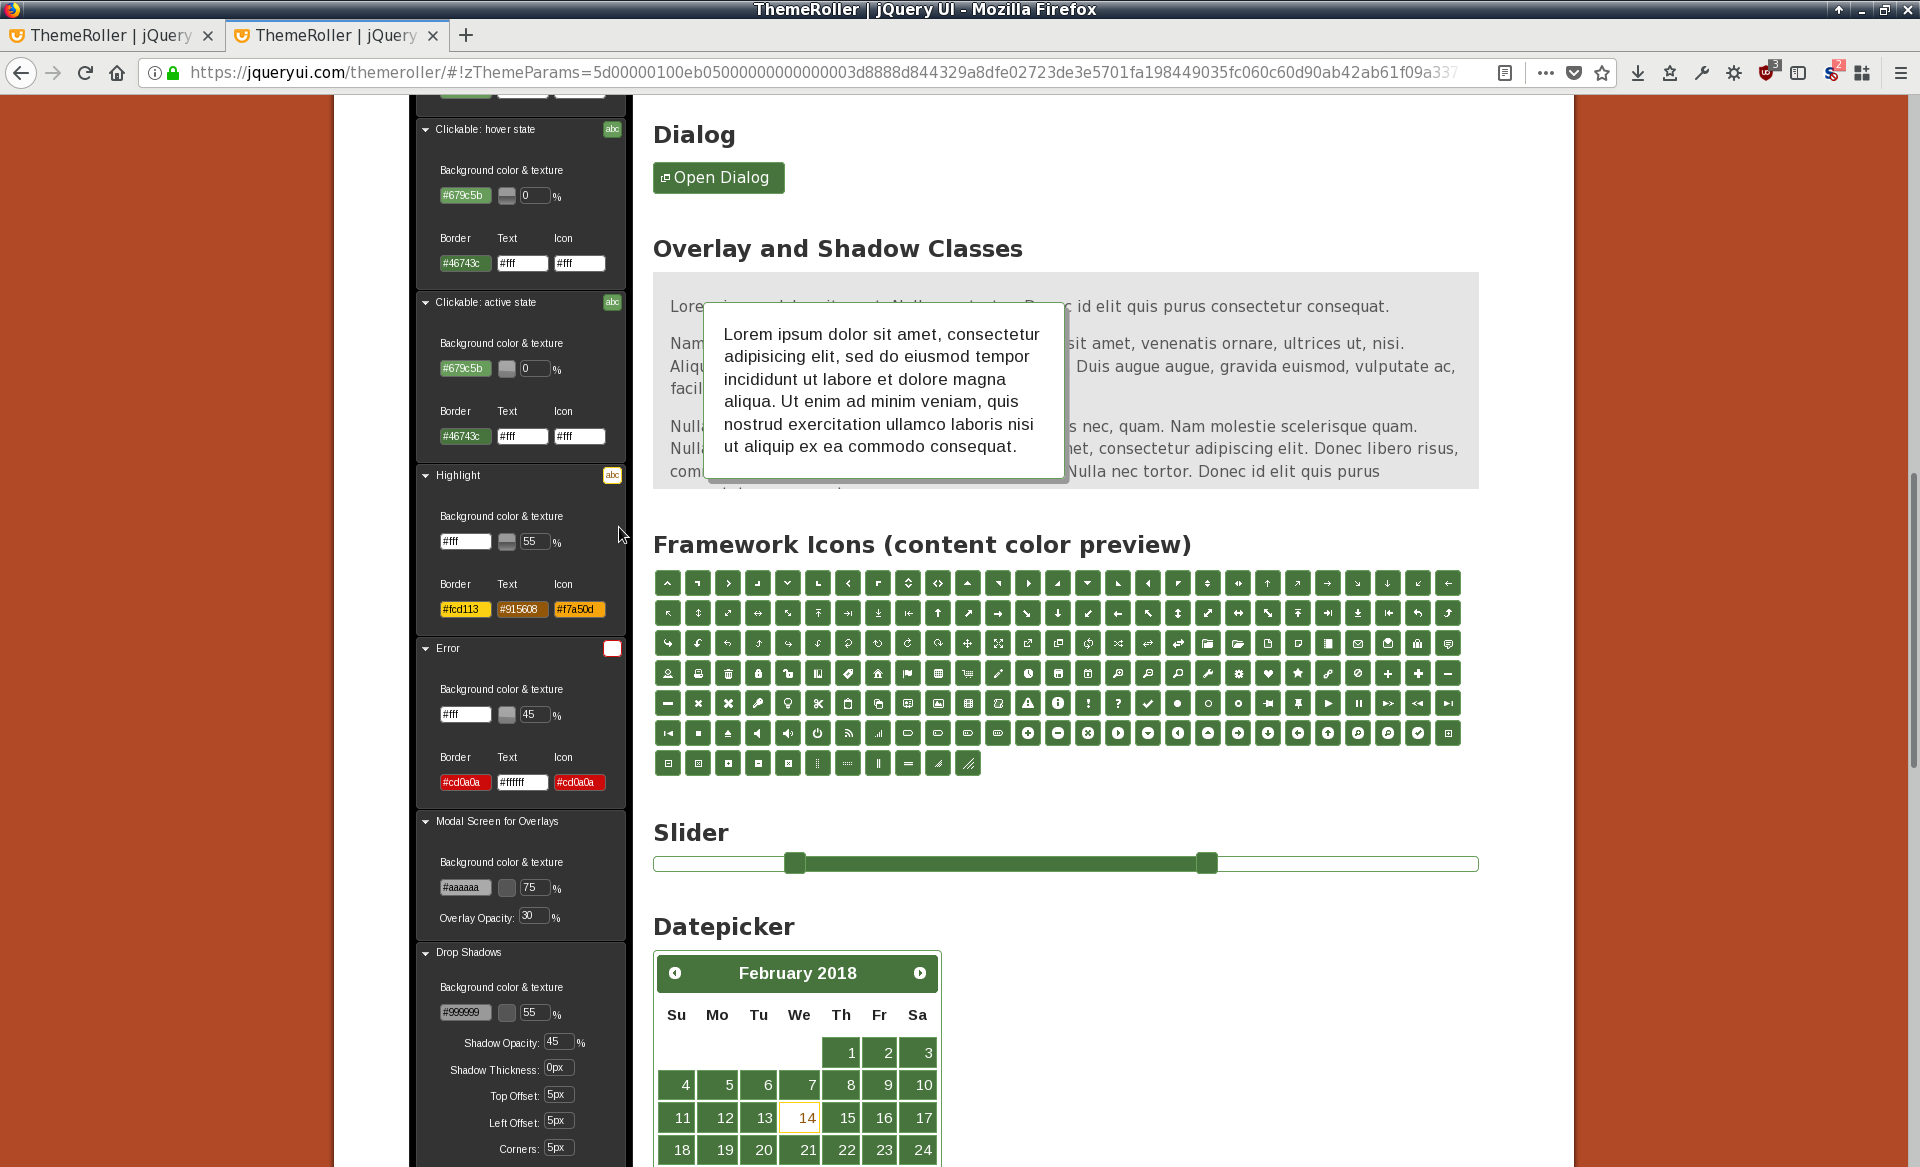 ThemeRoller | jQuery UI - Mozilla Firefox
ThemeRoller | jQuery
ThemeRoller | jQuery
https://jqueryui.com/themeroller/#!zThemeParams=5d00000100eb05000000000000003d8888d844329a8dfe02723de3e5701fa198449035fc060c60d90ab42ab61f09a337
3
2
Clickable: hover state
abc
Background color & texture
#679c5b
0
%
Border
Text
Icon
#46743c
#fff
#fff
Clickable: active state
abc
Background color & texture
#679c5b
0
%
Border
Text
Icon
#46743c
#fff
#fff
Highlight
abc
Background color & texture
#fff
55
%
Border
Text
Icon
#fcd113
#915608
#f7a50d
Error
Background color & texture
#fff
45
%
Border
Text
Icon
#cd0a0a
#ffffff
#cd0a0a
Modal Screen for Overlays
Background color & texture
#aaaaaa
75
%
Overlay Opacity:
30
%
Drop Shadows
Background color & texture
#999999
55
%
Shadow Opacity:
45
%
Shadow Thickness:
0px
Top Offset:
5px
Left Offset:
5px
Corners:
5px
Dialog
Open Dialog
Overlay and Shadow Classes
Lore
c id elit quis purus consectetur consequat.
Nam
sit amet, venenatis ornare, ultrices ut, nisi.
Aliqu
Duis augue augue, gravida euismod, vulputate ac,
facil
Nulla
s nec, quam. Nam molestie scelerisque quam.
Nulla
met, consectetur adipiscing elit. Donec libero risus,
com
Nulla nec tortor. Donec id elit quis purus
Lorem ipsum dolor sit amet, consectetur
adipisicing elit, sed do eiusmod tempor
incididunt ut labore et dolore magna
aliqua. Ut enim ad minim veniam, quis
nostrud exercitation ullamco laboris nisi
ut aliquip ex ea commodo consequat.
Framework Icons (content color preview)
Slider
Datepicker
February 2018
Su Mo Tu We Th Fr Sa
1 2 3
4 5 6 7 8 9 10
11 12 13 14 15 16 17
18 19 20 21 22 23 24